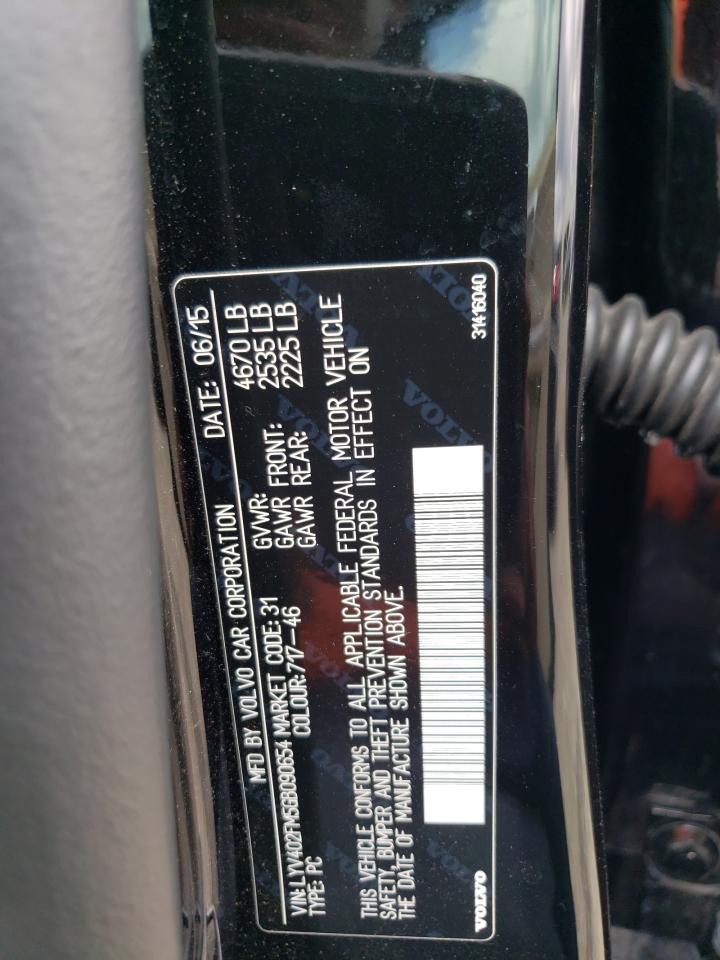 MFD BY VOLVO CAR CORPORATION DATE: 06/15
VIN: LYV402FM5GB090654 MARKET CODE: 31 GVWR: 4670 LB
TYPE: PC COLOUR: 717-46 GAWR FRONT: 2535 LB
GAWR REAR: 2225 LB
THIS VEHICLE CONFORMS TO ALL APPLICABLE FEDERAL MOTOR VEHICLE
SAFETY, BUMPER AND THEFT PREVENTION STANDARDS IN EFFECT ON
THE DATE OF MANUFACTURE SHOWN ABOVE.
VOLVO 31416040